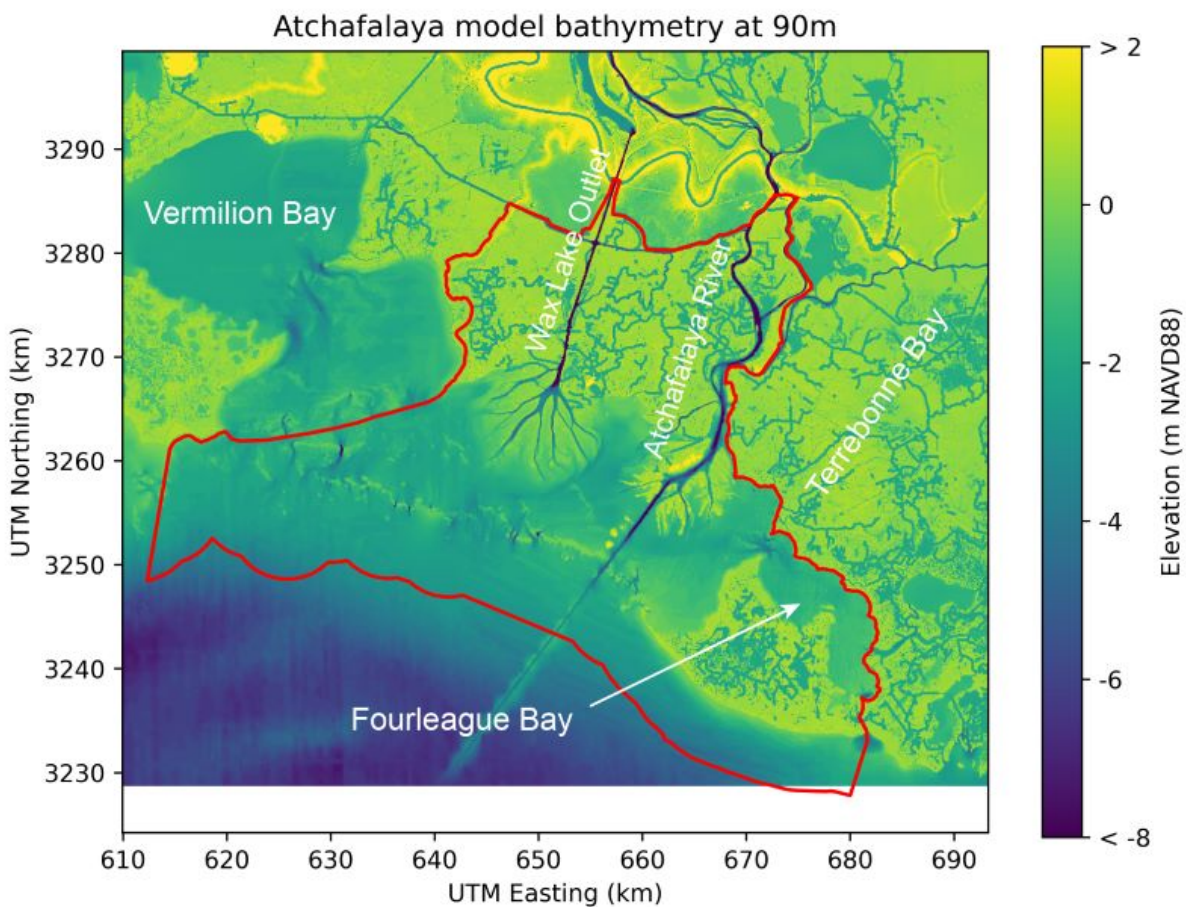 Atchafalaya model bathymetry at 90m
> 2
0
-2
-4
-6
< -8
Elevation (m NAVD88)
3290
3280
3270
3260
3250
3240
3230
UTM Northing (km)
Vermilion Bay
Wax Lake Outlet
Atchafalaya River
Terrebonne Bay
Fourleague Bay
610 620 630 640 650 660 670 680 690
UTM Easting (km)